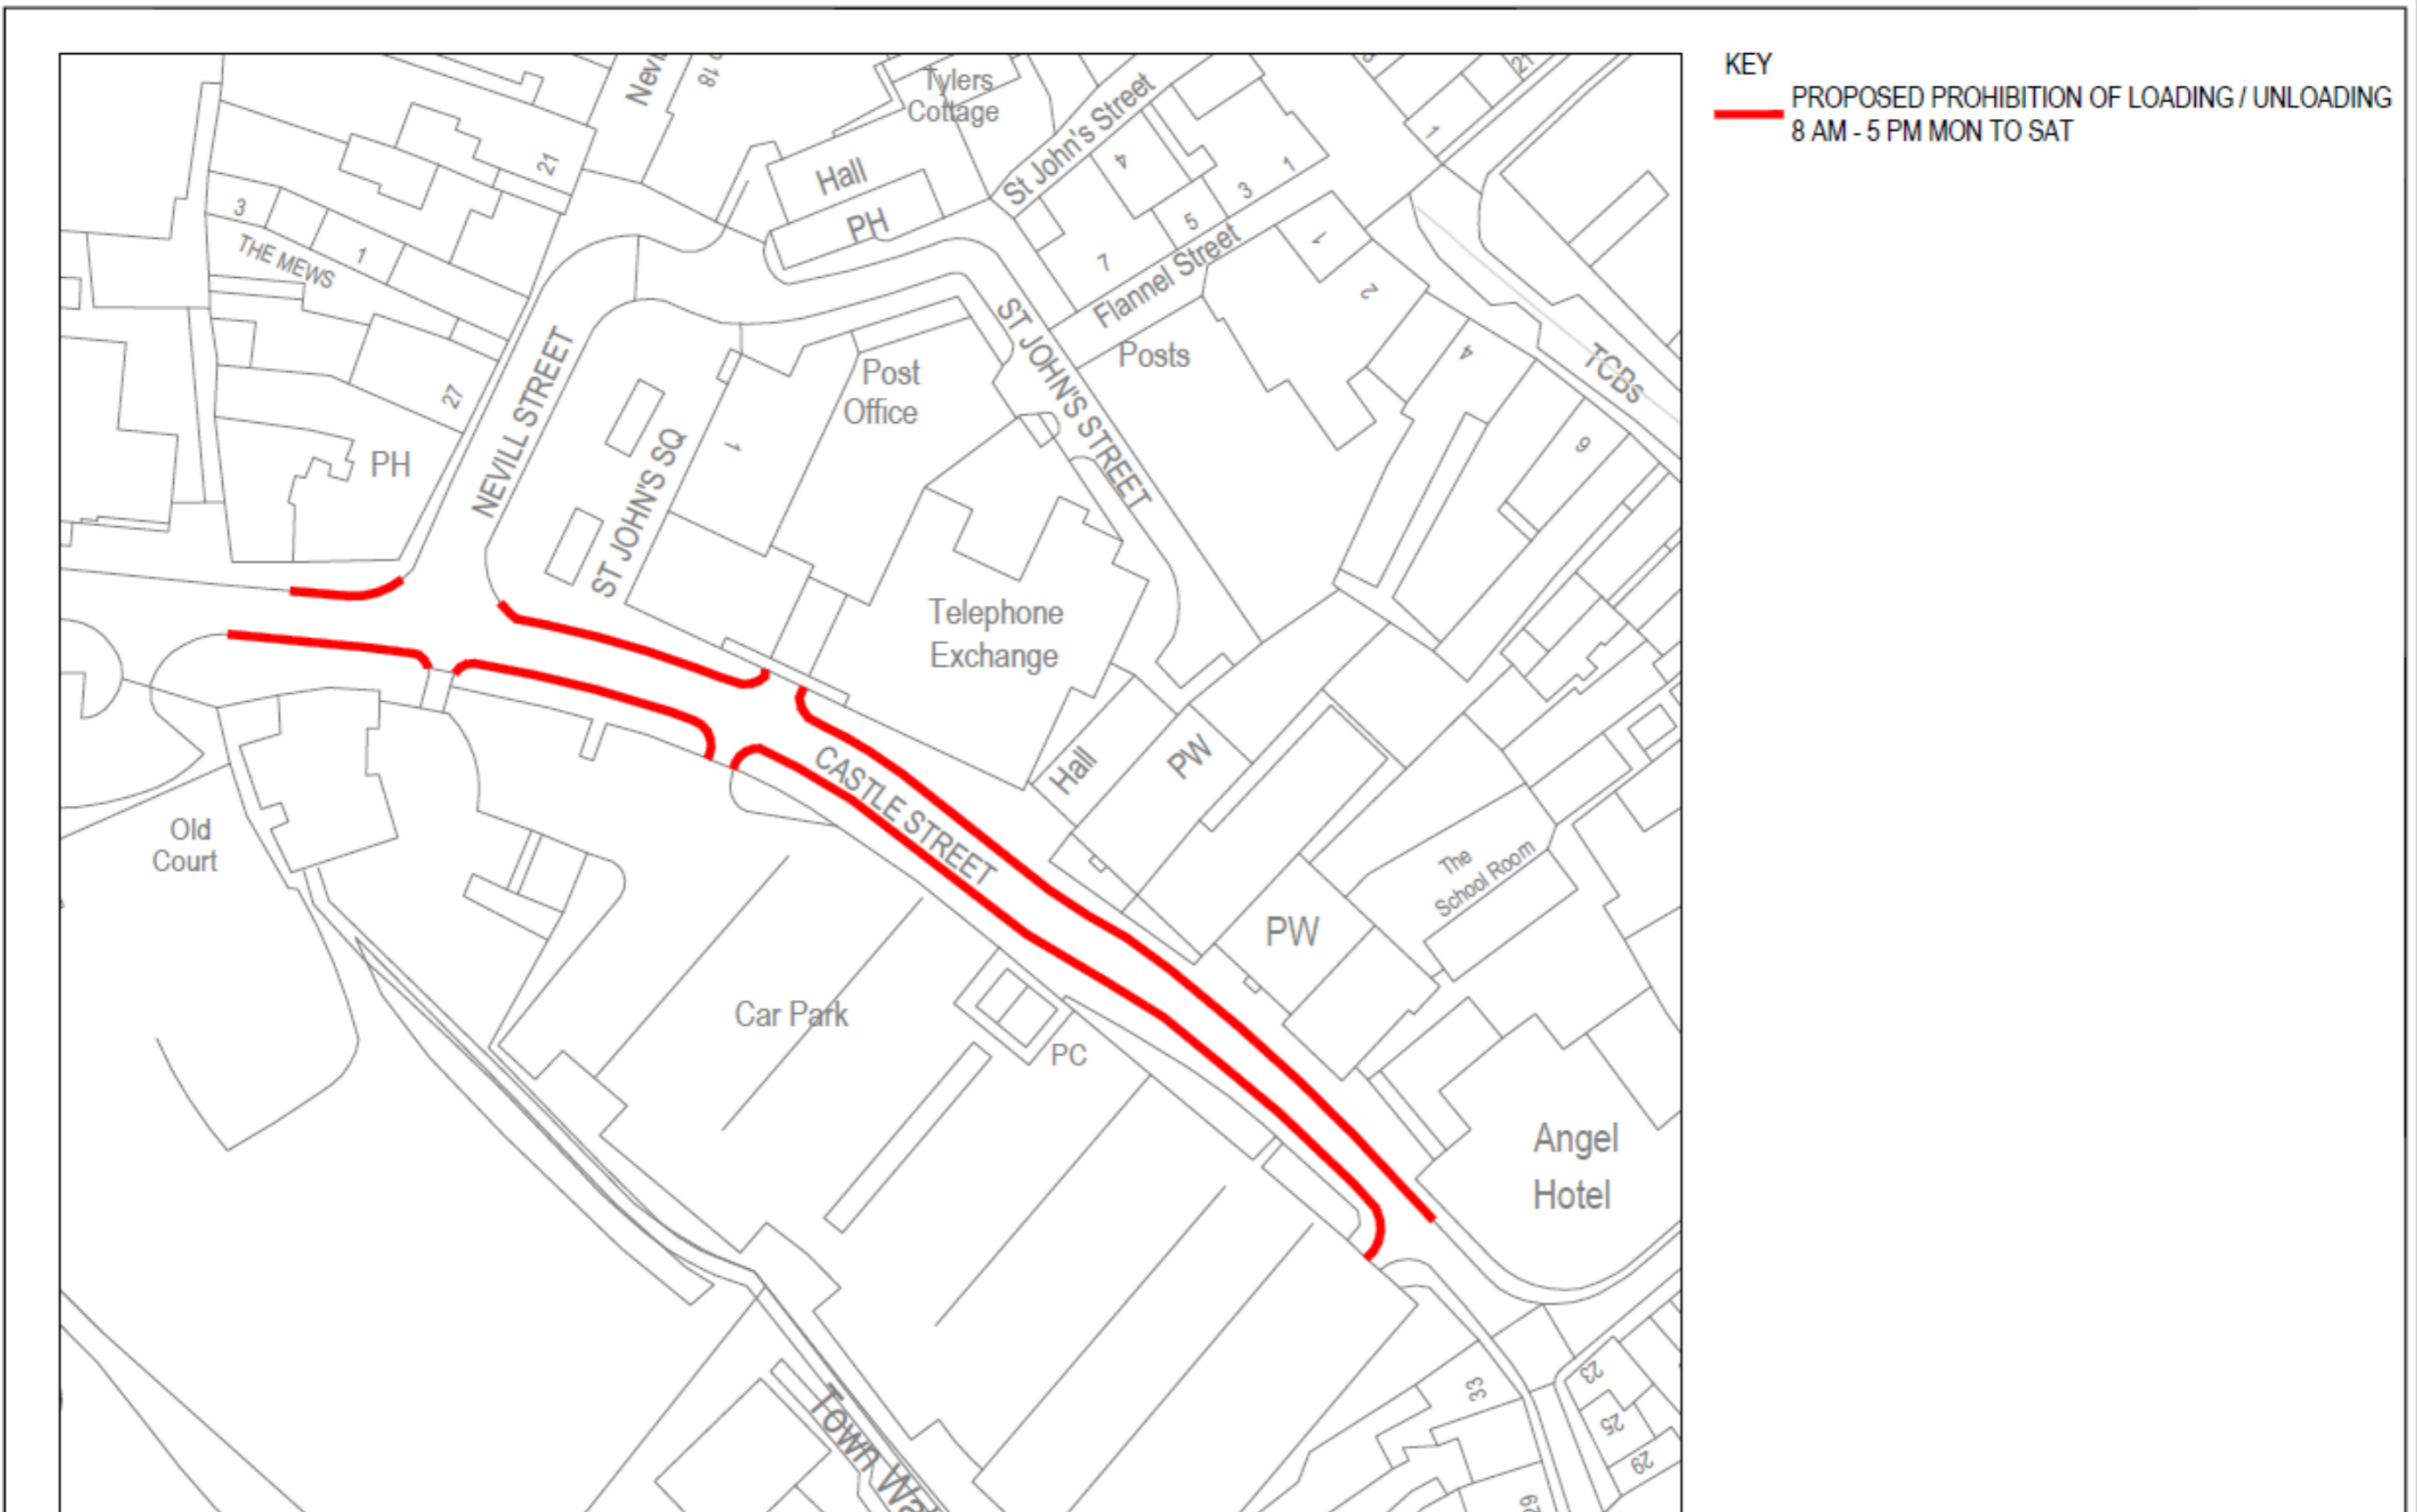 KEY
PROPOSED PROHIBITION OF LOADING / UNLOADING
8 AM - 5 PM MON TO SAT
18
Tylers
Cottage
21
1
21
Hall
PH
St John's Street
4
1
3
5
7
Flannel Street
1
2
3
THE MEWS
1
27
PH
NEVILL STREET
ST JOHN'S SQ
1
Post
Office
ST JOHN'S STREET
Posts
TCBs
4
Telephone
Exchange
Hall
PW
CASTLE STREET
Old
Court
The
School Room
PW
Car Park
PC
Angel
Hotel
33
23
25
29
Town